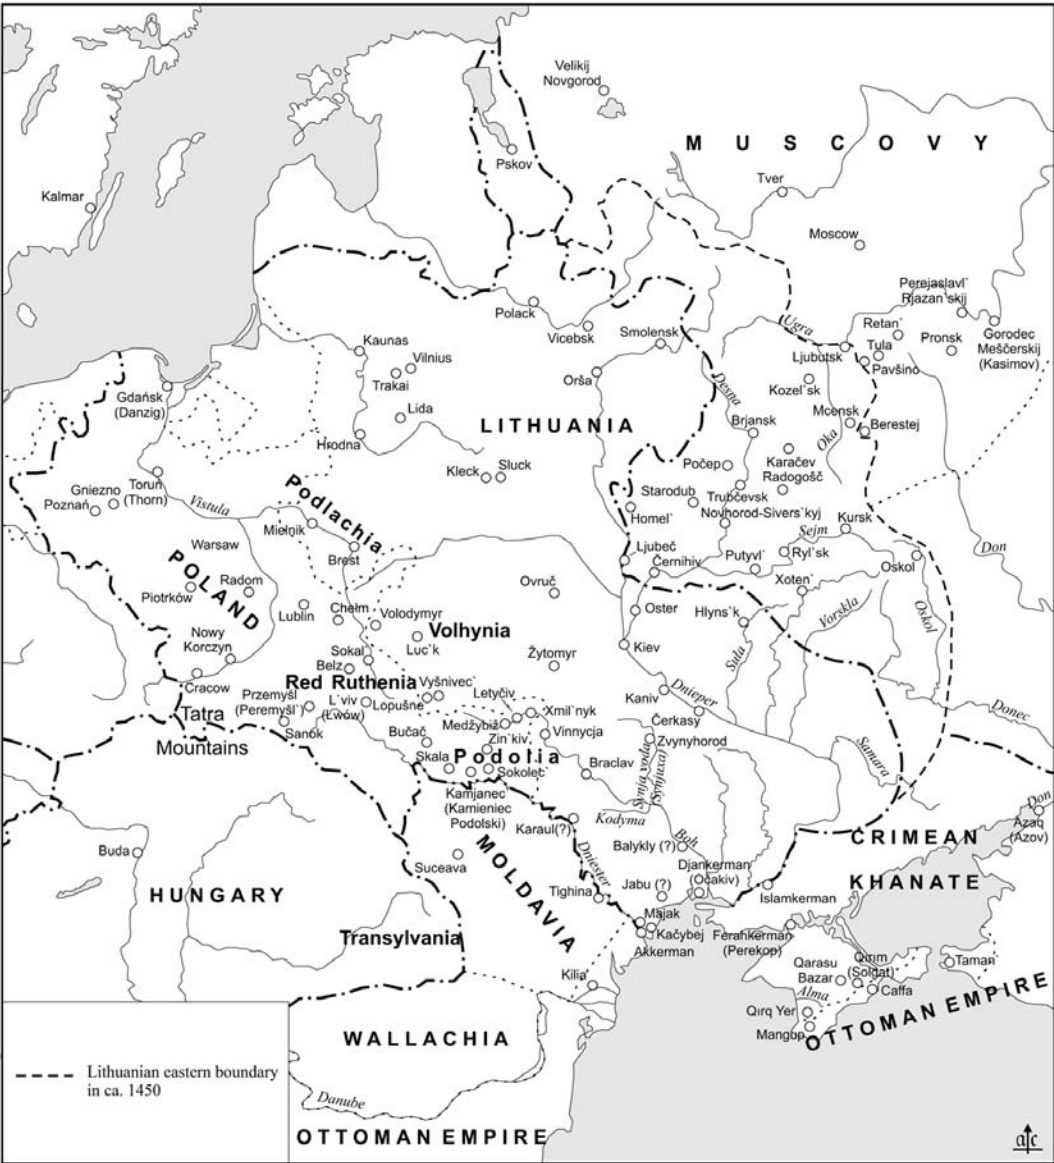 Velikij
Novgorod
MUSCOVY
Pskov
Tver
Kalmar
Moscow
Perejaslavl`
Rjazan`skij
Polack
Vicebsk
Smolensk
Ugra
Retan`
Tula
Pronsk
Gorodec
Meščerskij
(Kasimov)
Ljubutsk
Pavšino
Kaunas
Vilnius
Trakai
Orša
Desna
Kozel`sk
Gdańsk
(Danzig)
Lida
LITHUANIA
Brjansk
Mcensk
Oka
Berestej
Hrodna
Kleck
Sluck
Počep
Karačev
Radogošč
Toruń
(Thorn)
Gniezno
Poznań
Vistula
Podlachia
Starodub
Trubčevsk
Homel`
Novhorod-Sivers`kyj
Mielnik
Kursk
Sejm
Warsaw
Brest
Ljubeč
Černihiv
Putyvl`
Ryl`sk
Oskol
Don
POLAND
Radom
Piotrków
Ovruč
Xoten`
Lublin
Chełm
Volodymyr
Oster
Hlyns`k
Vorskla
Oskol
Nowy
Korczyn
Volhynia
Luc`k
Kiev
Sula
Sokal
Belz
Žytomyr
Cracow
Red Ruthenia
Vyšnivec`
Letyčiv
Kaniv
Dnieper
Przemyśl
(Peremyšl`)
L`viv
(Lwów)
Lopušne
Xmil`nyk
Čerkasy
Donec
Tatra
Mountains
Sanok
Medžybiž
Vinnycja
Zvynyhorod
Bučač
Zin`kiv
Podolia
Skala
Sokolec`
Braclav
Synja voda
(Synjuxa)
Samara
Kamjanec
(Kamieniec
Podolski)
Karaul(?)
Kodyma
Don
Azaq
(Azov)
CRIMEAN
KHANATE
Buda
Suceava
MOLDAVIA
Dniester
Balykly (?)
Boh
Djankerman
(Očakiv)
HUNGARY
Tighina
Jabu (?)
Islamkerman
Transylvania
Majak
Kačybej
Akkerman
Ferahkerman
(Perekop)
Kilia
Qarasu
Bazar
Qırım
(Soldat)
Taman
Caffa
Alma
Qırq Yer
Mangup
OTTOMAN EMPIRE
WALLACHIA
Lithuanian eastern boundary
in ca. 1450
Danube
OTTOMAN EMPIRE